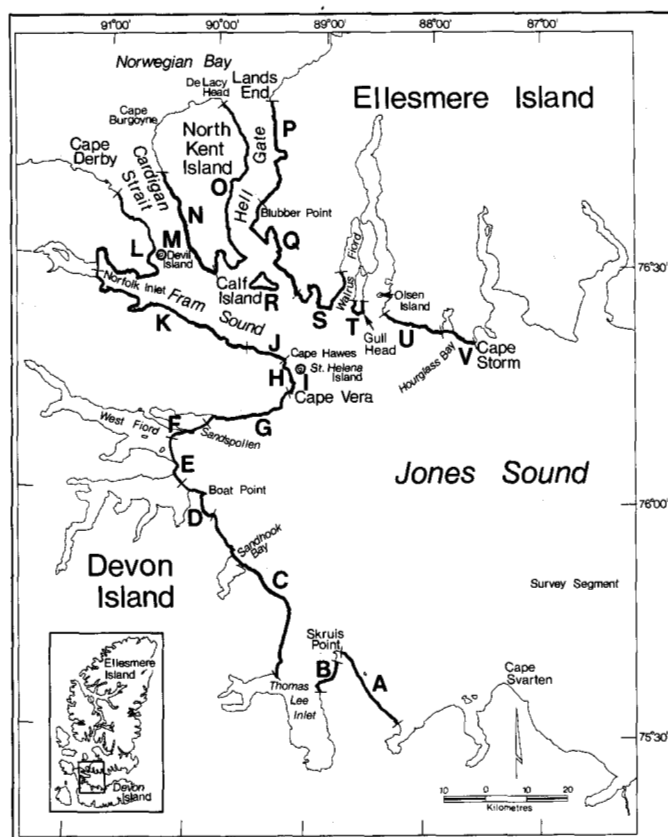 91°00'
90°00'
89°00'
88°00'
87°00'
Norwegian Bay
De Lacy
Head
Lands
End
Ellesmere Island
Cape
Burgoyne
Cape
Derby
Cardigan
Strait
North
Kent
Island
Hell
Gate
P
O
N
Blubber Point
L
M
Devil
Island
Q
Calf
Island
R
Walrus Fiord
76°30'
Norfolk Inlet
Fram Sound
S
T
Olsen
Island
Gull
Head
U
V
Hourglass Bay
Cape
Storm
K
J
Cape Hawes
H
I
St. Helena
Island
Cape Vera
West Fiord
F
Sandspollen
G
E
Jones Sound
Boat Point
76°00'
D
Sandhook
Bay
Devon
Island
C
Survey Segment
Skruis
Point
B
A
Thomas
Lee
Inlet
Cape
Svarten
75°30'
Ellesmere
Island
Devon
Island
10 0 10 20
Kilometres